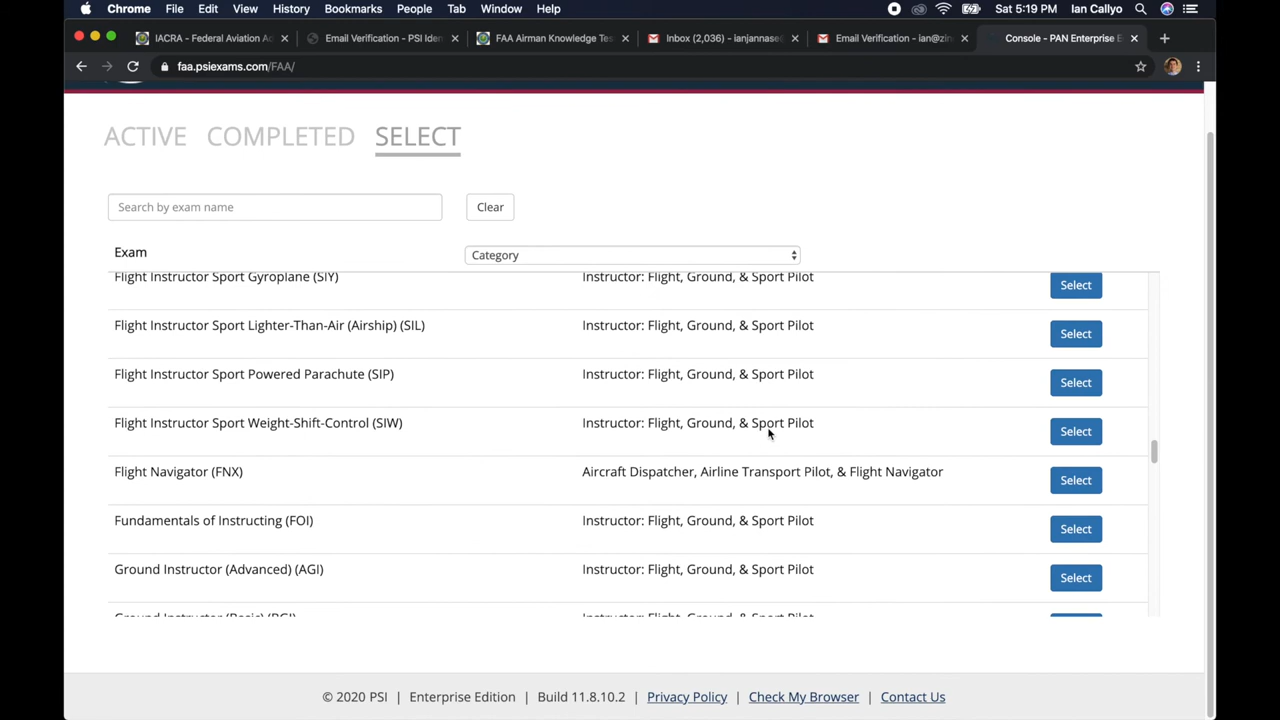 Chrome File Edit View History Bookmarks People Tab Window Help Sat 5:19 PM Ian Callyo
IACRA - Federal Aviation Ad Email Verification - PSI Iden FAA Airman Knowledge Tes Inbox (2,036) - ianjannase Email Verification - ian@zin Console - PAN Enterprise E
faa.psiexams.com/FAA/
ACTIVE COMPLETED SELECT
Search by exam name Clear
Exam Category
Flight Instructor Sport Gyroplane (SIY) Instructor: Flight, Ground, & Sport Pilot Select
Flight Instructor Sport Lighter-Than-Air (Airship) (SIL) Instructor: Flight, Ground, & Sport Pilot Select
Flight Instructor Sport Powered Parachute (SIP) Instructor: Flight, Ground, & Sport Pilot Select
Flight Instructor Sport Weight-Shift-Control (SIW) Instructor: Flight, Ground, & Sport Pilot Select
Flight Navigator (FNX) Aircraft Dispatcher, Airline Transport Pilot, & Flight Navigator Select
Fundamentals of Instructing (FOI) Instructor: Flight, Ground, & Sport Pilot Select
Ground Instructor (Advanced) (AGI) Instructor: Flight, Ground, & Sport Pilot Select
Ground Instructor (Basic) (BGI) Instructor: Flight, Ground, & Sport Pilot
© 2020 PSI | Enterprise Edition | Build 11.8.10.2 | Privacy Policy | Check My Browser | Contact Us